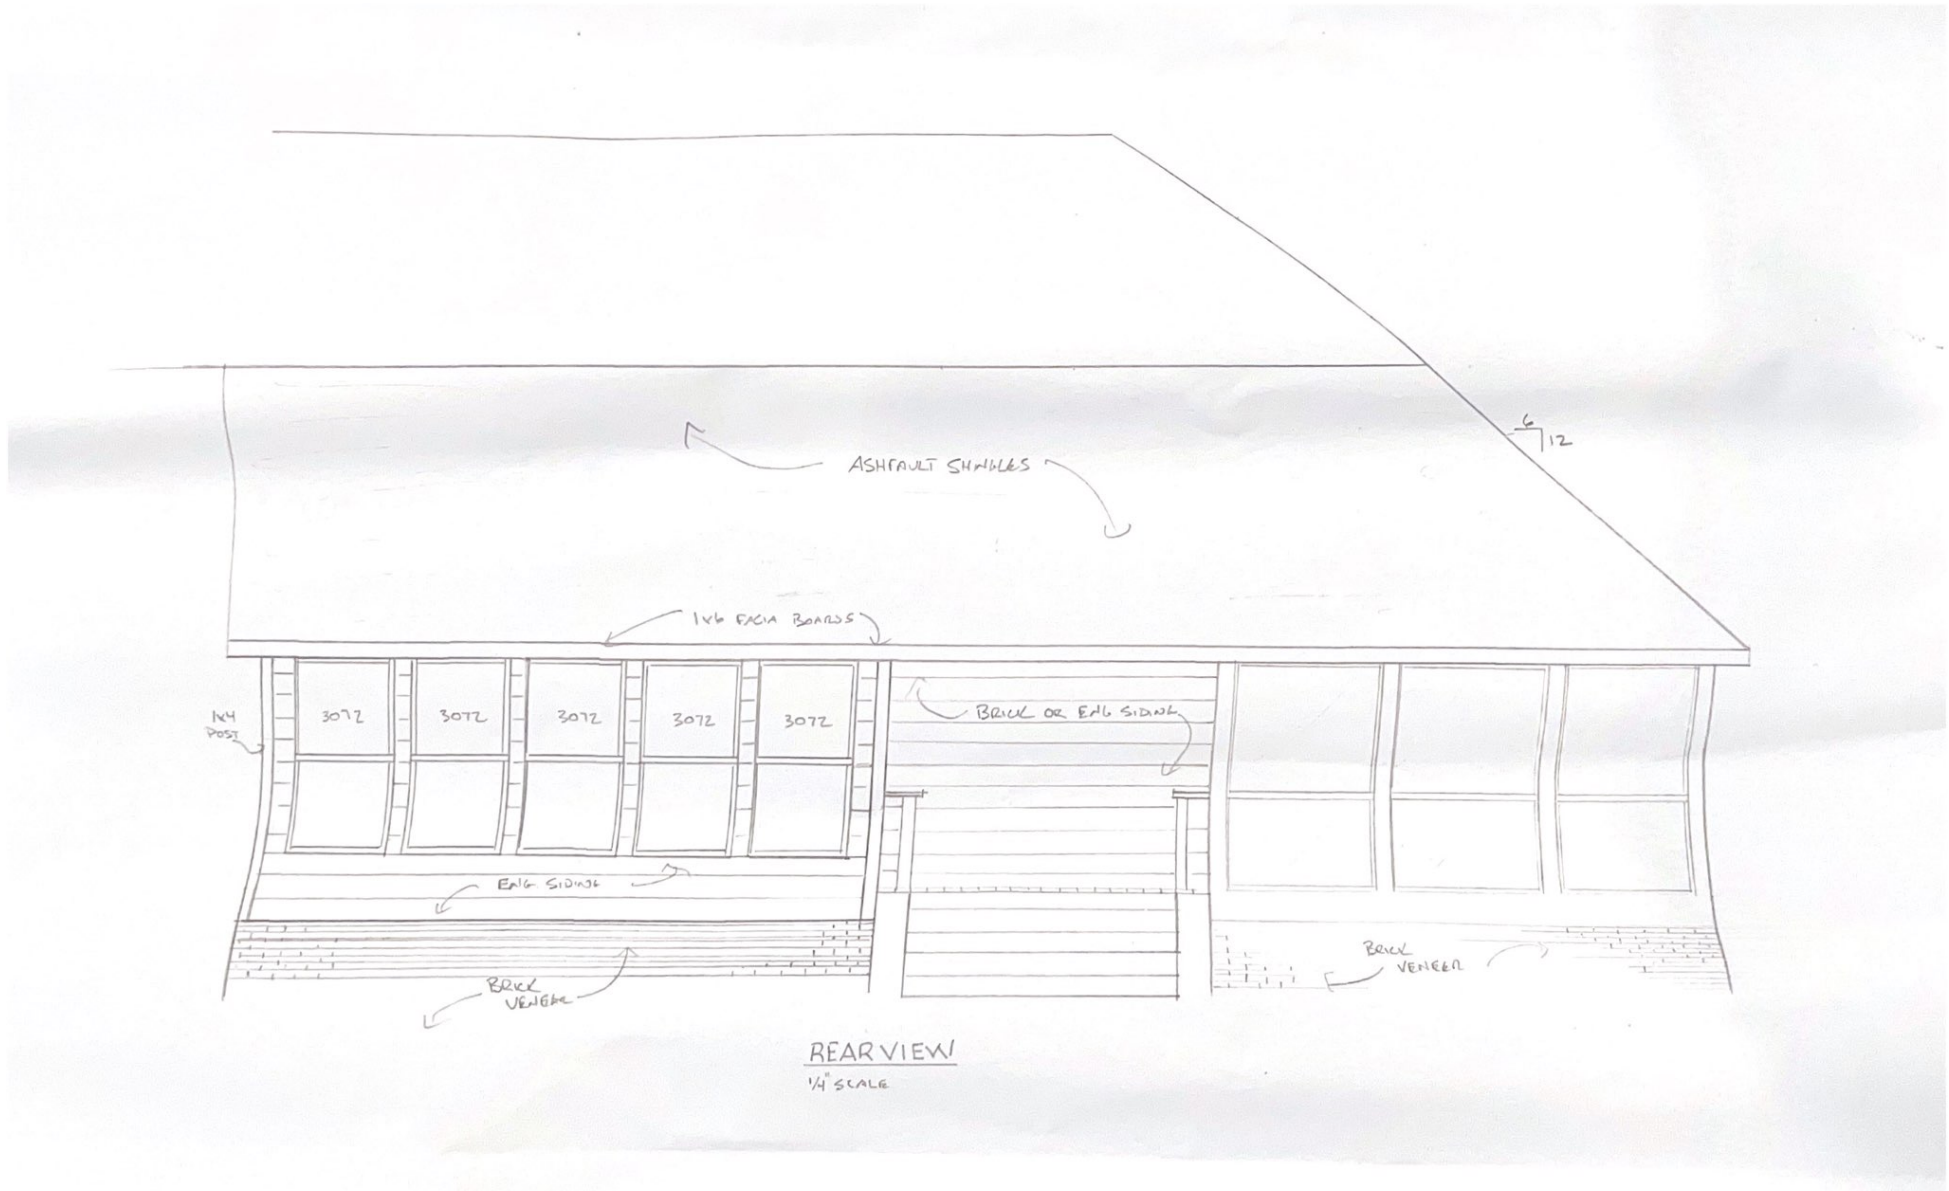 6
12
ASHFAULT SHINGLES
1x6 FACIA BOARDS
1x4
POST
3072
3072
3072
3072
3072
BRICK OR ENG SIDING
ENG SIDING
BRICK
VENEER
BRICK
VENEER
REAR VIEW
1/4" SCALE